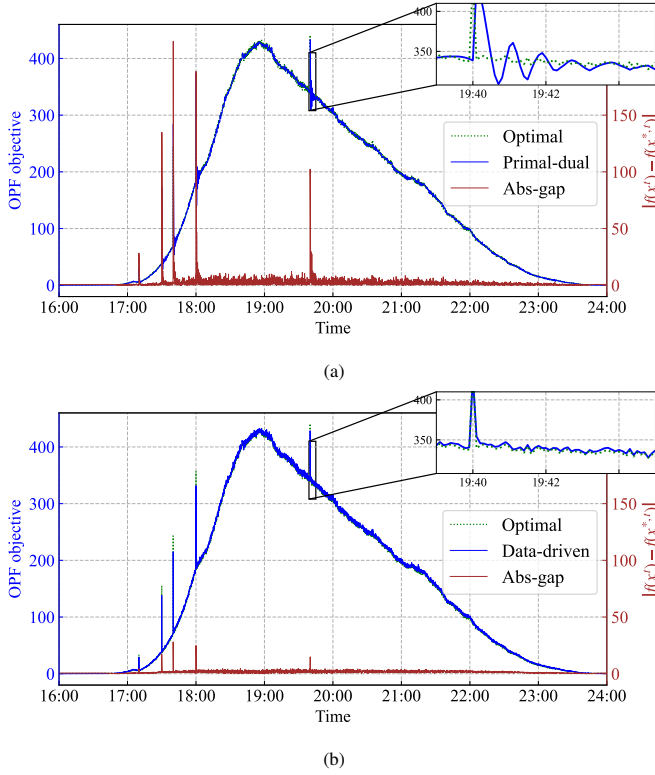 400
350
19:40
19:42
400
300
200
100
0
OPF objective
150
100
50
0
|f(x^t) − f(x^{*,t})|
Optimal
Primal-dual
Abs-gap
16:00 17:00 18:00 19:00 20:00 21:00 22:00 23:00 24:00
Time
(a)
400
350
19:40
19:42
400
300
200
100
0
OPF objective
150
100
50
0
|f(x^t) − f(x^{*,t})|
Optimal
Data-driven
Abs-gap
16:00 17:00 18:00 19:00 20:00 21:00 22:00 23:00 24:00
Time
(b)